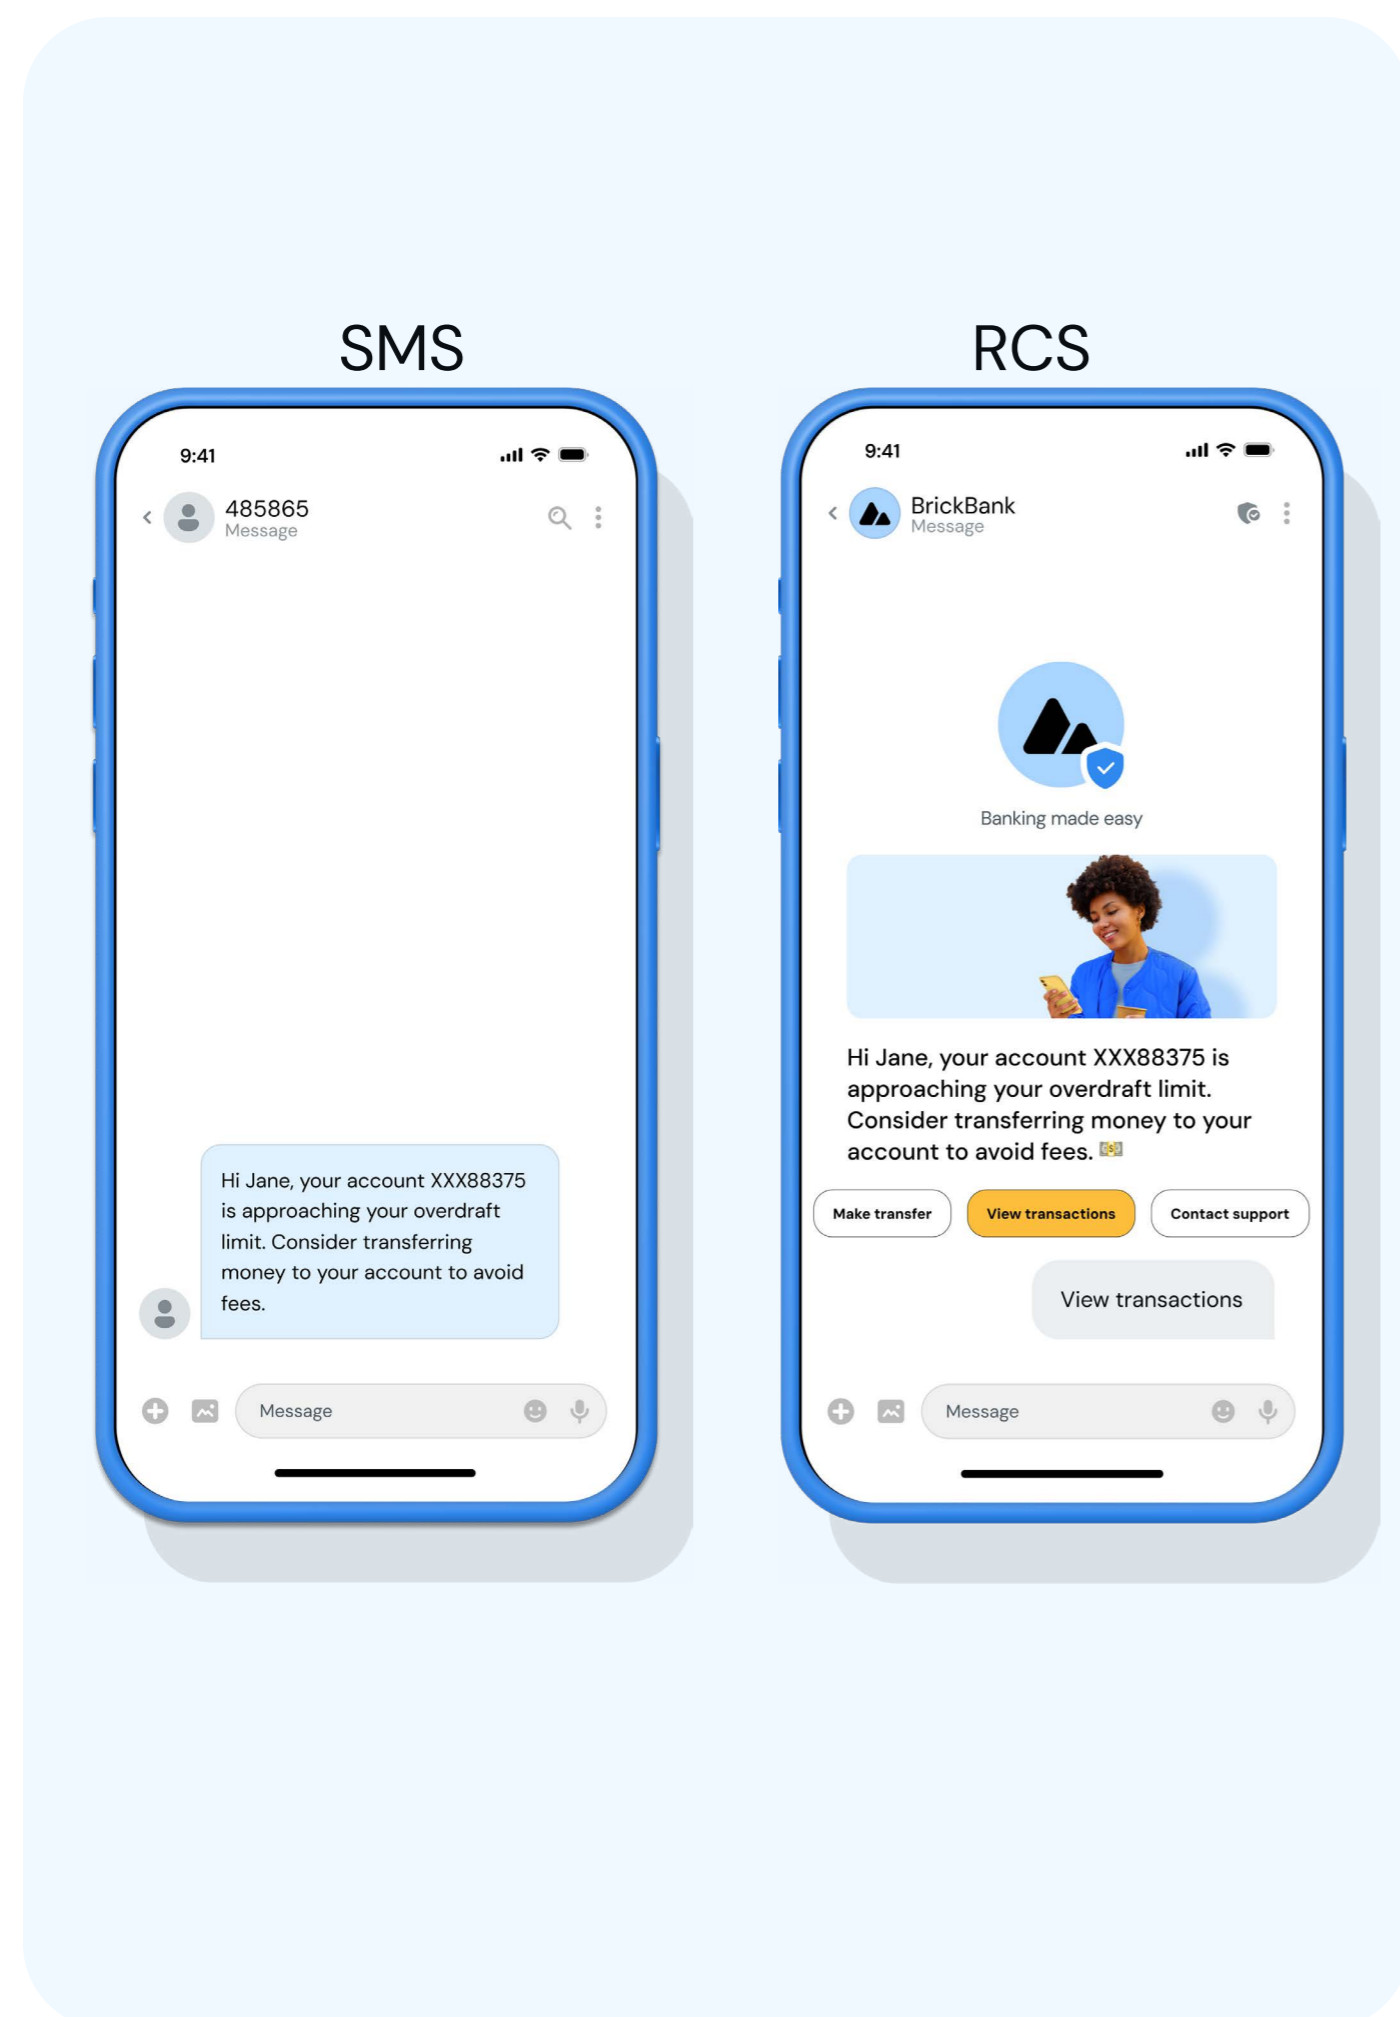 SMS
9:41
485865
Message
Hi Jane, your account XXX88375
is approaching your overdraft
limit. Consider transferring
money to your account to avoid
fees.
Message
RCS
9:41
BrickBank
Message
Banking made easy
Hi Jane, your account XXX88375 is
approaching your overdraft limit.
Consider transferring money to your
account to avoid fees. 💵
Make transfer
View transactions
Contact support
View transactions
Message